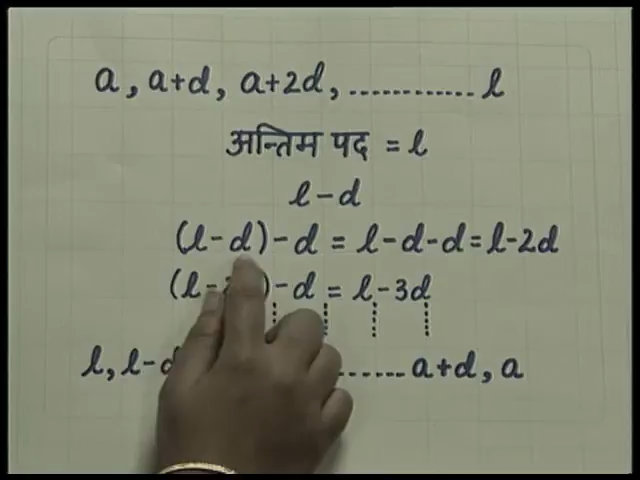 a, a+d, a+2d, ............ l
अन्तिम पद = l
l-d
(l-d)-d = l-d-d = l-2d
(l- )-d = l-3d
l, l-d ....... a+d, a